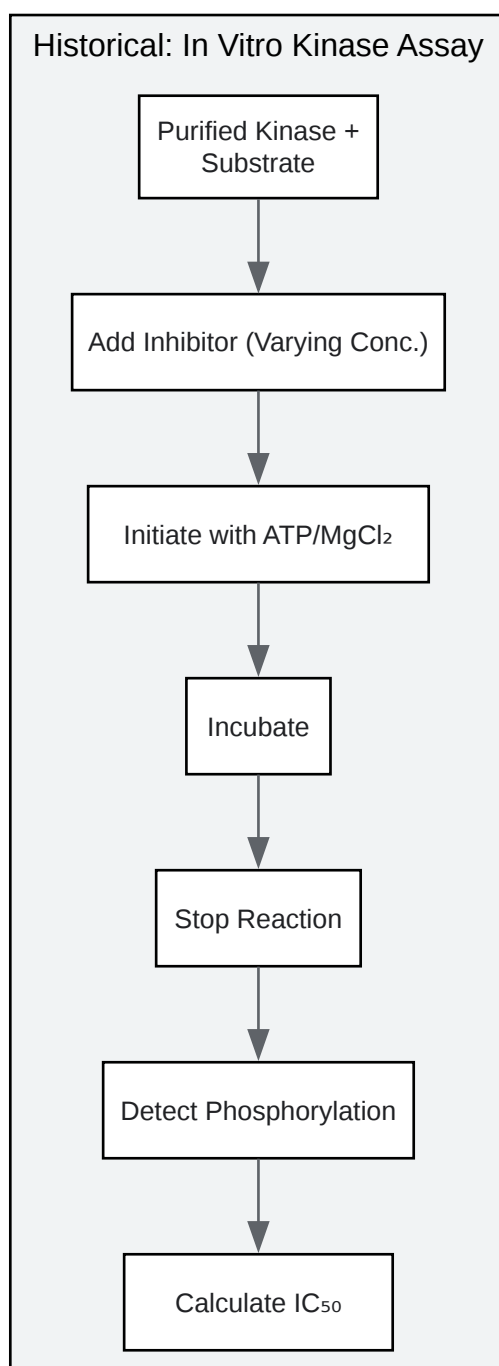 Historical: In Vitro Kinase Assay
Purified Kinase +
Substrate
Add Inhibitor (Varying Conc.)
Initiate with ATP/MgCl₂
Incubate
Stop Reaction
Detect Phosphorylation
Calculate IC₅₀